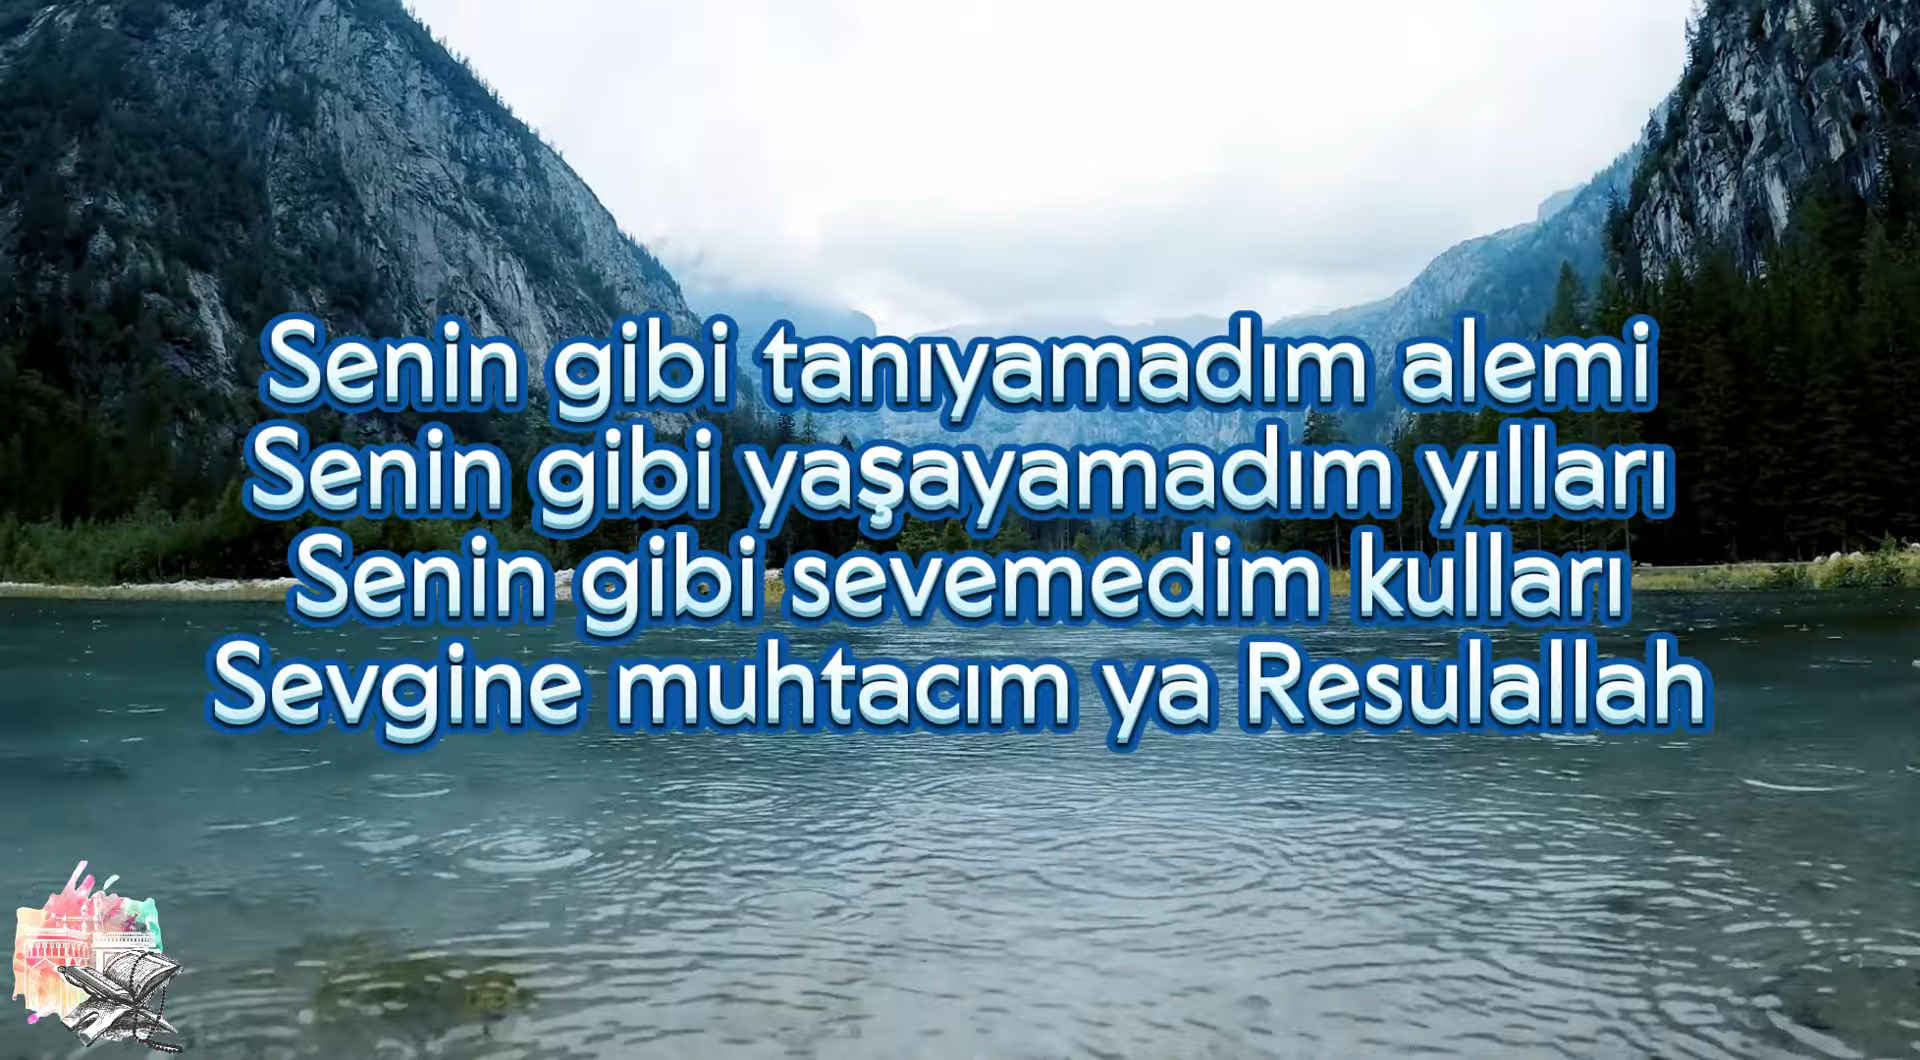 Senin gibi tanıyamadım alemi
Senin gibi yaşayamadım yılları
Senin gibi sevemedim kulları
Sevgine muhtacım ya Resulallah